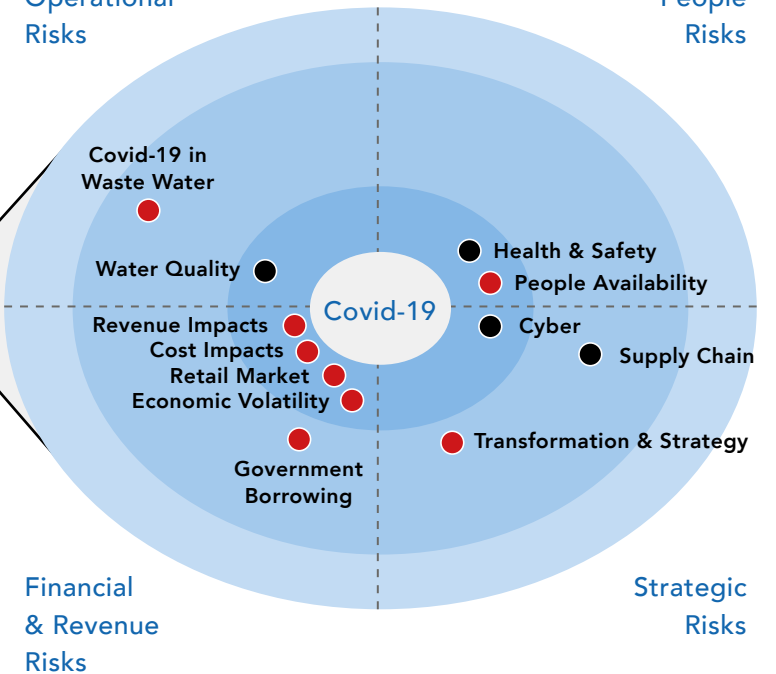 Operational
Risks
People
Risks
Covid-19 in
Waste Water
Water Quality
Health & Safety
People Availability
Covid-19
Revenue Impacts
Cost Impacts
Retail Market
Economic Volatility
Government
Borrowing
Cyber
Supply Chain
Transformation & Strategy
Financial
& Revenue
Risks
Strategic
Risks